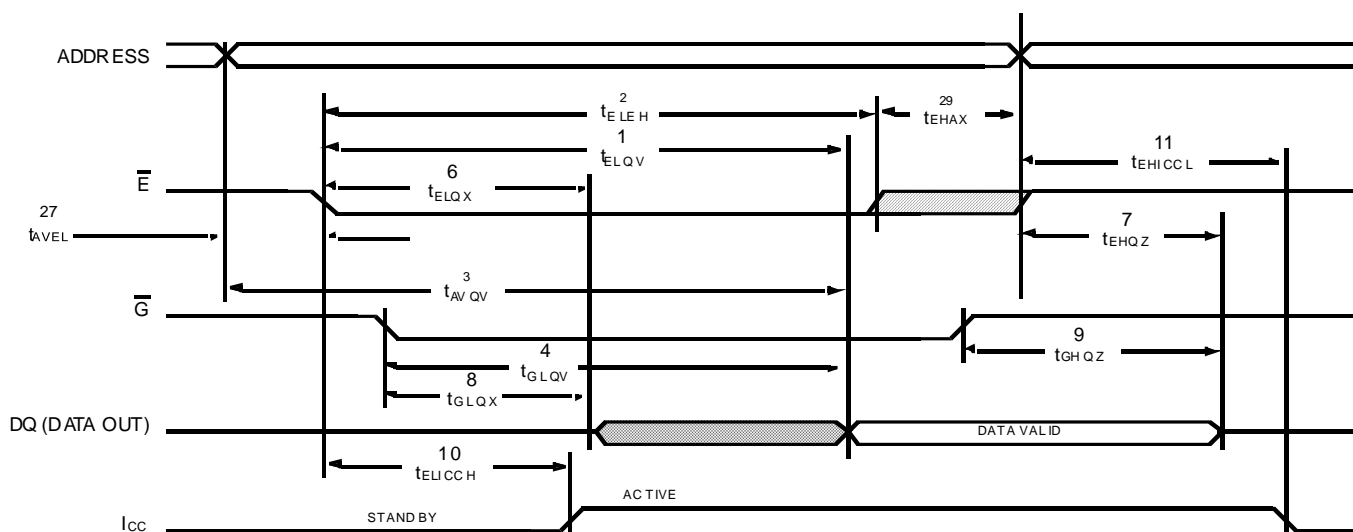 ADDRESS
2
tELEH
29
tEHAX
1
tELQV
11
tEHICCL
6
tELQX
E
27
tAVEL
7
tEHQZ
3
tAVQV
G
4
tGLQV
9
tGHQZ
8
tGLQX
DQ (DATA OUT)
DATA VALID
10
tELICCH
ACTIVE
STANDBY
ICC